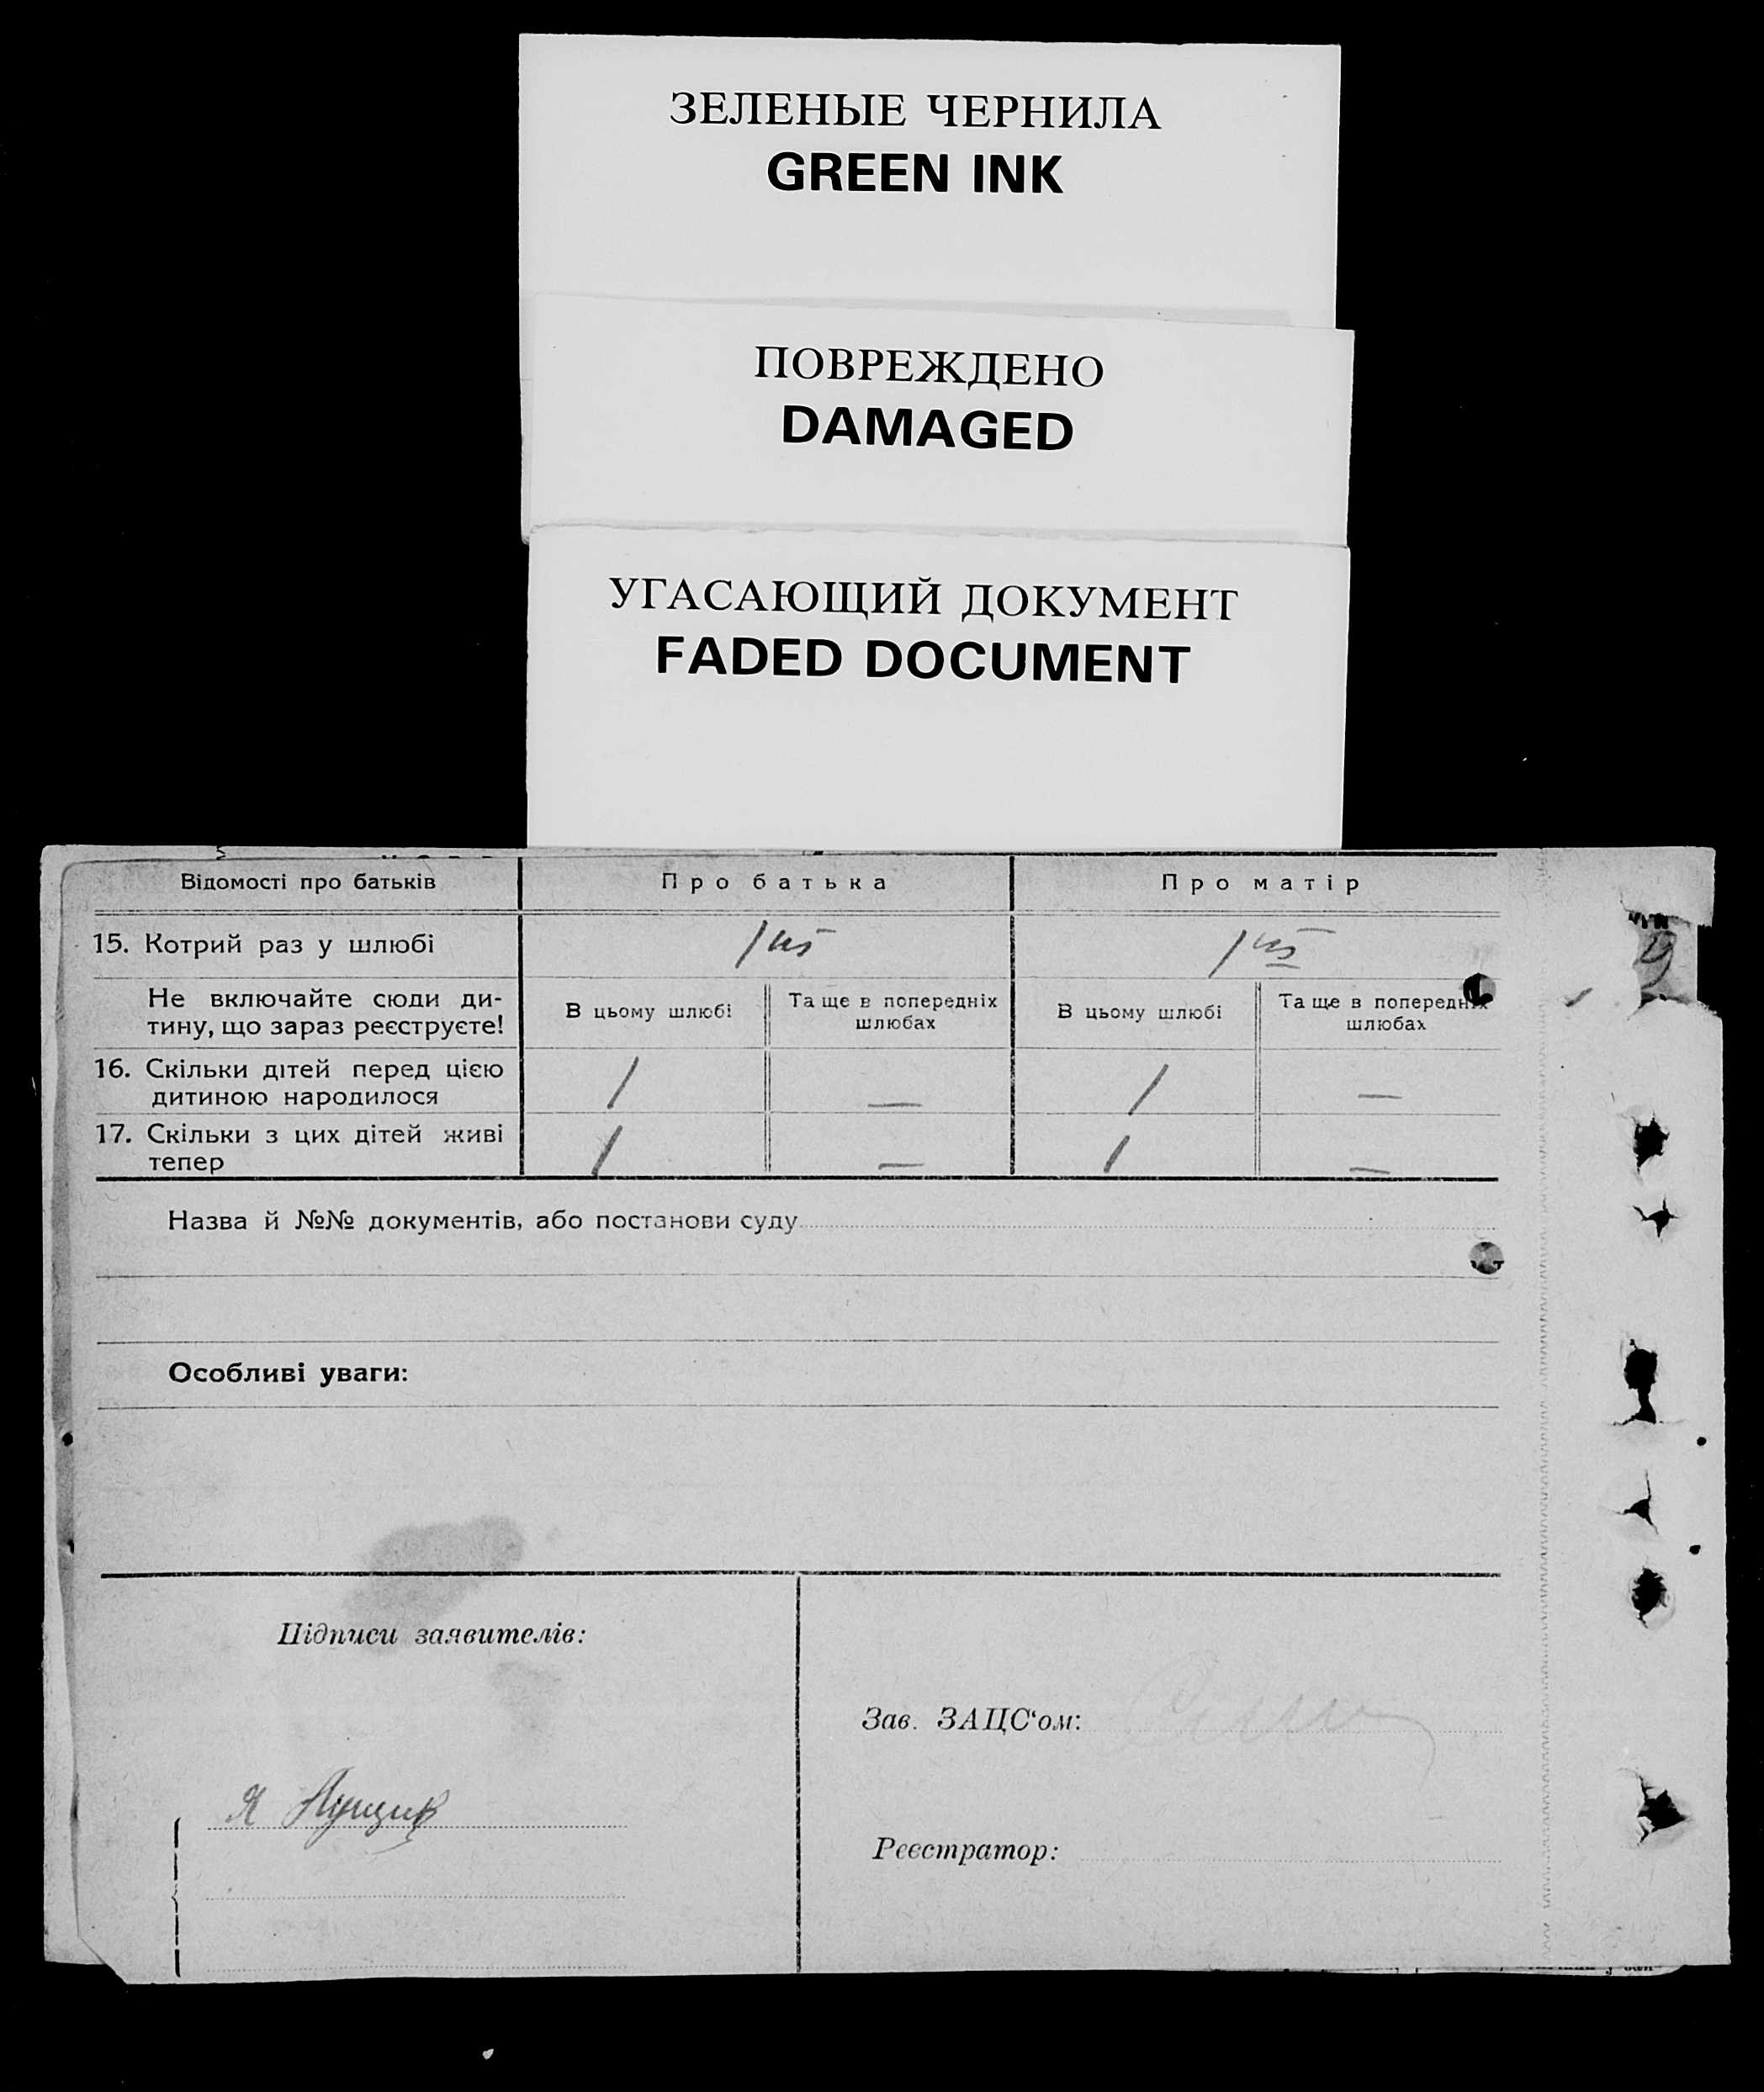 ЗЕЛЕНЫЕ ЧЕРНИЛА
GREEN INK
ПОВРЕЖДЕНО
DAMAGED
УГАСАЮЩИЙ ДОКУМЕНТ
FADED DOCUMENT
Відомості про батьків Про батька Про матір
15. Котрий раз у шлюбі
Не включайте сюди ди-
тину, що зараз реєструєте!
В цьому шлюбі
Та ще в попередніх
шлюбах
В цьому шлюбі
Та ще в попередніх
шлюбах
16. Скільки дітей перед цією
дитиною народилося
1 — 1 —
17. Скільки з цих дітей живі
тепер
1 — 1 —
Назва й №№ документів, або постанови суду
Особливі уваги:
Підписи заявителів:
Зав. ЗАЦС‘ом:
Реєстратор: